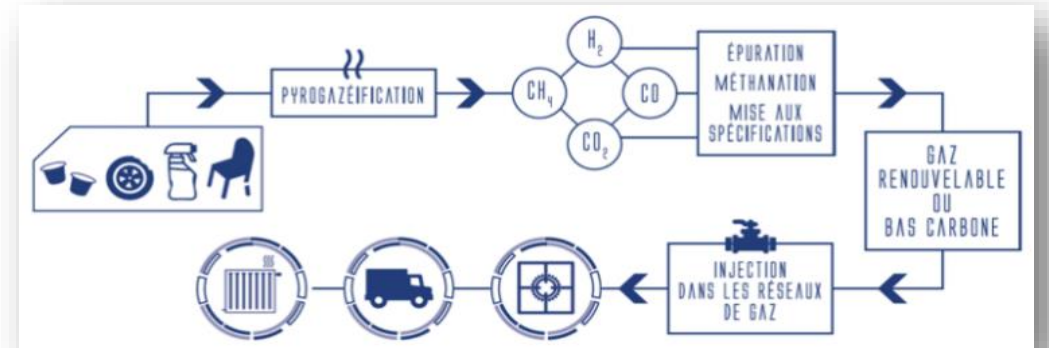 PYROGAZÉIFICATION
H₂
CH₄
CO
CO₂
ÉPURATION
MÉTHANATION
MISE AUX
SPÉCIFICATIONS
GAZ
RENOUVELABLE
OU
BAS CARBONE
INJECTION
DANS LES RÉSEAUX
DE GAZ